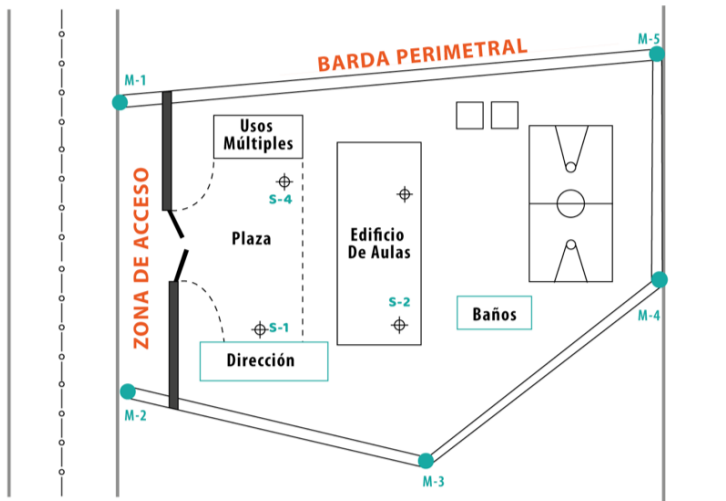 BARDA PERIMETRAL
M-5
M-1
Usos
Múltiples
S-4
ZONA DE ACCESO
Plaza
Edificio
De Aulas
S-2
S-1
Baños
M-4
Dirección
M-2
M-3